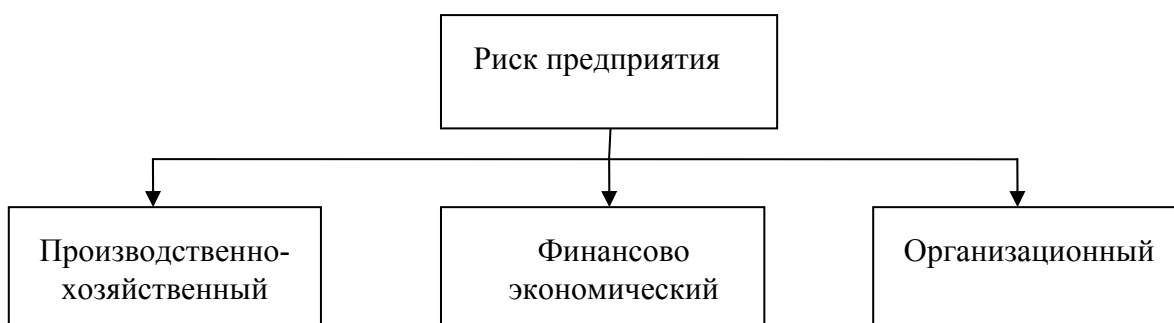 Риск предприятия
Производственно-
хозяйственный
Финансово
экономический
Организационный